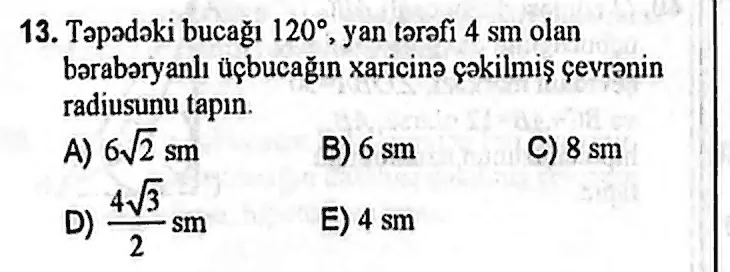 13. Təpədəki bucağı 120°, yan tərəfi 4 sm olan
bərabəryanlı üçbucağın xaricinə çəkilmiş çevrənin
radiusunu tapın.
A) 6√2 sm B) 6 sm C) 8 sm
D) 4√3/2 sm E) 4 sm